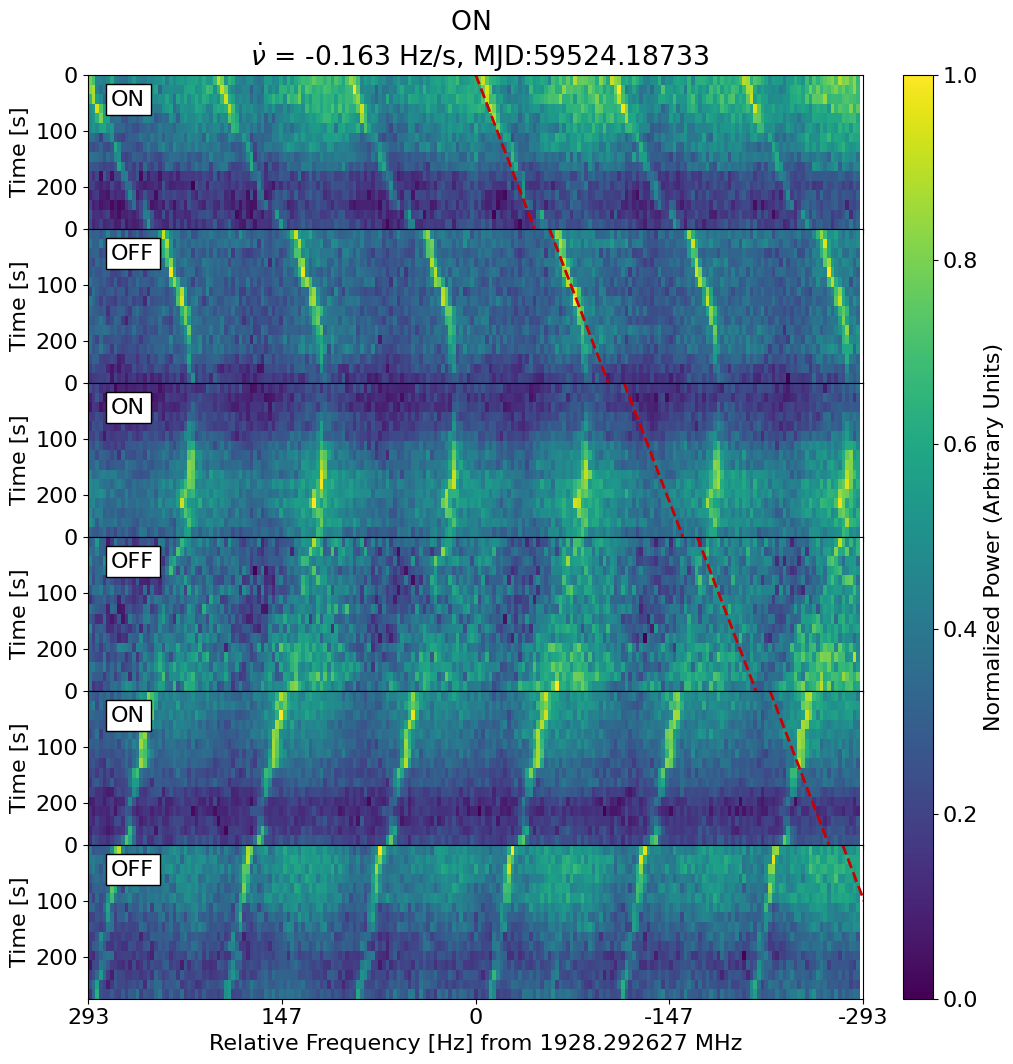 ON
ν̇ = -0.163 Hz/s, MJD:59524.18733
0
100
200
Time [s]
ON
0
100
200
Time [s]
OFF
0
100
200
Time [s]
ON
0
100
200
Time [s]
OFF
0
100
200
Time [s]
ON
0
100
200
Time [s]
OFF
293 147 0 -147 -293
Relative Frequency [Hz] from 1928.292627 MHz
1.0
0.8
0.6
0.4
0.2
0.0
Normalized Power (Arbitrary Units)